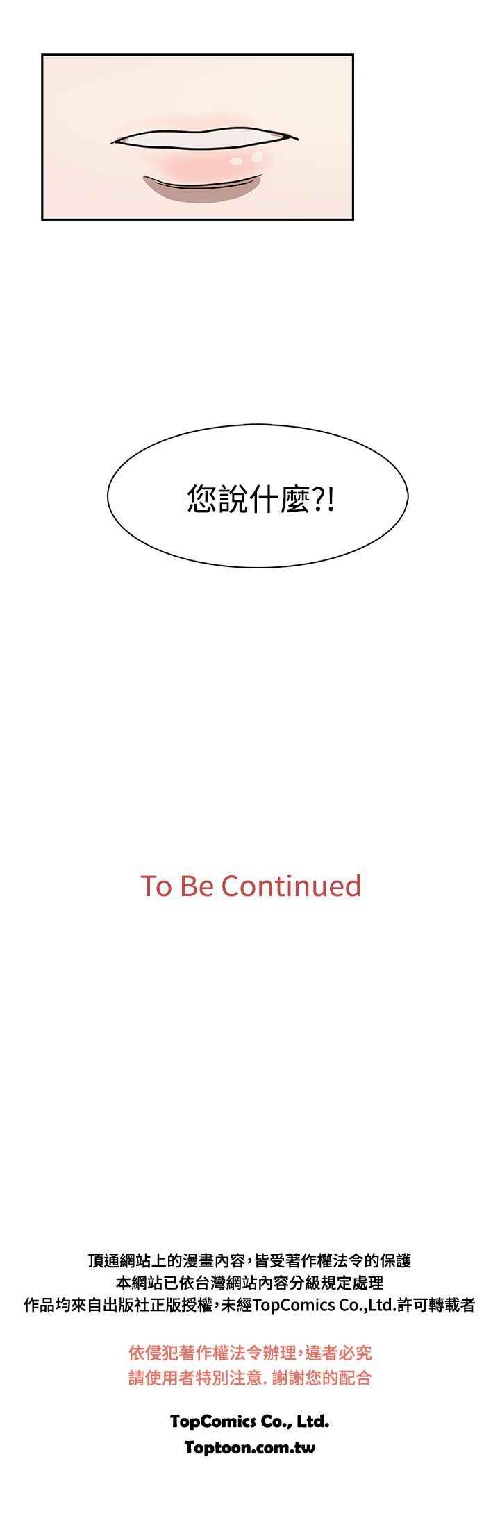 您說什麼?!
To Be Continued
頂通網站上的漫畫內容，皆受著作權法令的保護
本網站已依台灣網站內容分級規定處理
作品均來自出版社正版授權，未經TopComics Co.,Ltd.許可轉載者
依侵犯著作權法令辦理，違者必究
請使用者特別注意. 謝謝您的配合
TopComics Co., Ltd.
Toptoon.com.tw